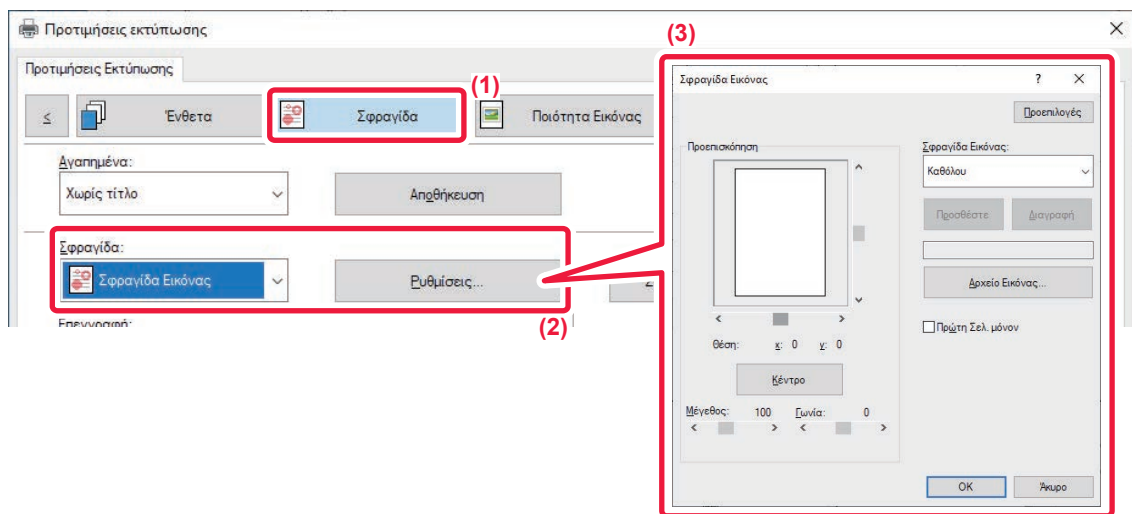 Προτιμήσεις εκτύπωσης
Προτιμήσεις Εκτύπωσης
(1)
≤ Ένθετα Σφραγίδα Ποιότητα Εικόνας
Αγαπημένα:
Χωρίς τίτλο Αποθήκευση
Σφραγίδα:
Σφραγίδα Εικόνας Ρυθμίσεις...
(2)
Επεγγραφή:
(3)
Σφραγίδα Εικόνας ?
Προεπιλογές
Προεπισκόπηση
Σφραγίδα Εικόνας:
Καθόλου
Προσθέστε Διαγραφή
Αρχείο Εικόνας...
Πρώτη Σελ. μόνον
Θέση: x: 0 y: 0
Κέντρο
Μέγεθος: 100 Γωνία: 0
OK Άκυρο